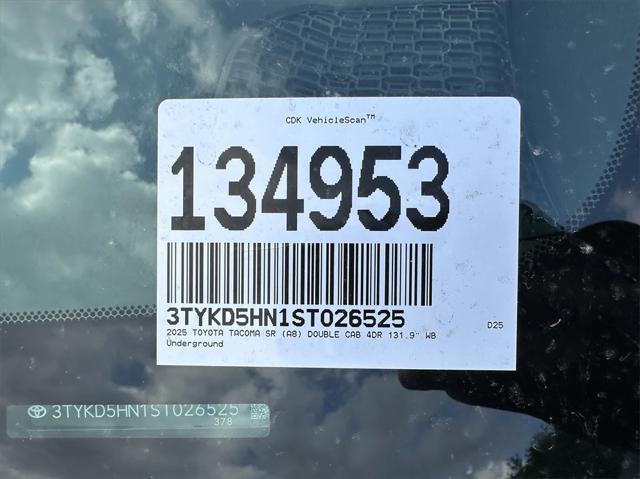 CDK VehicleScan™
134953
3TYKD5HN1ST026525
2025 TOYOTA TACOMA SR (A8) DOUBLE CAB 4DR 131.9" WB
D25
Underground
3TYKD5HN1ST026525
378